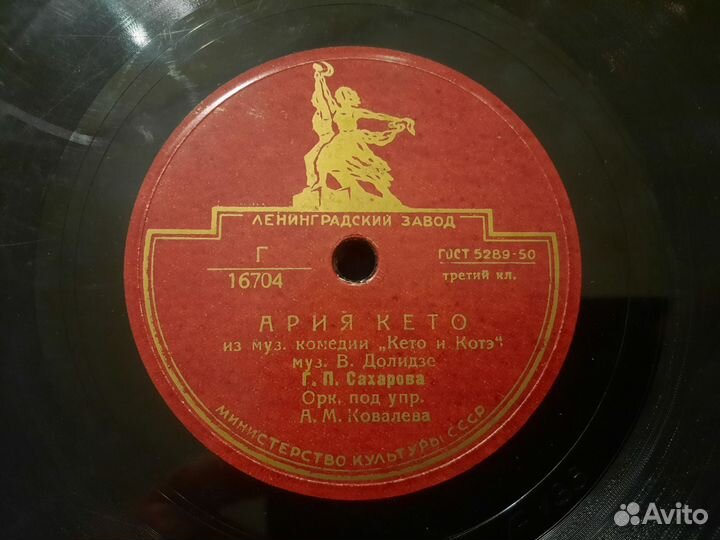 ЛЕНИНГРАДСКИЙ ЗАВОД
Г
16704
ГОСТ 5289-50
третий кл.
АРИЯ КЕТО
из муз. комедии „Кето и Котэ"
муз. В. Долидзе
Г. П. Сахарова
Орк. под упр.
А. М. Ковалева
МИНИСТЕРСТВО КУЛЬТУРЫ СССР
Avito